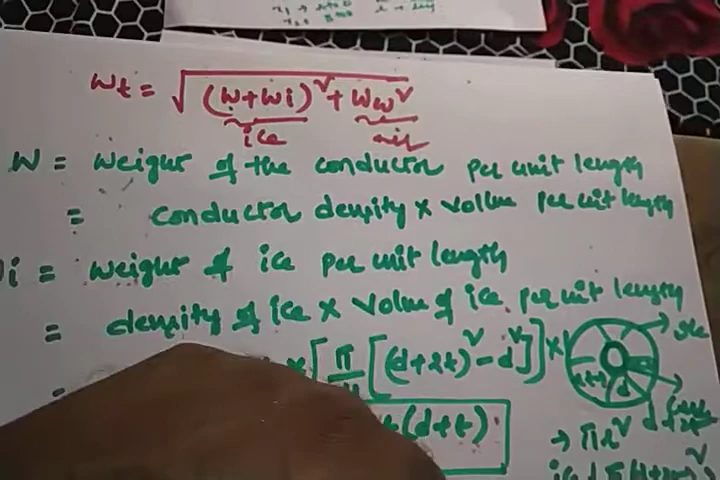 Wt = √(W+Wi)² + Ww²
ice air
W = weight of the conductor per unit length
= conductor density × volume per unit length
i = weight of ice per unit length
= density of ice × volume of ice per unit length
× [π/4 [(d+2t)² - d²]] ×
d
t(d+t)
→ πr²